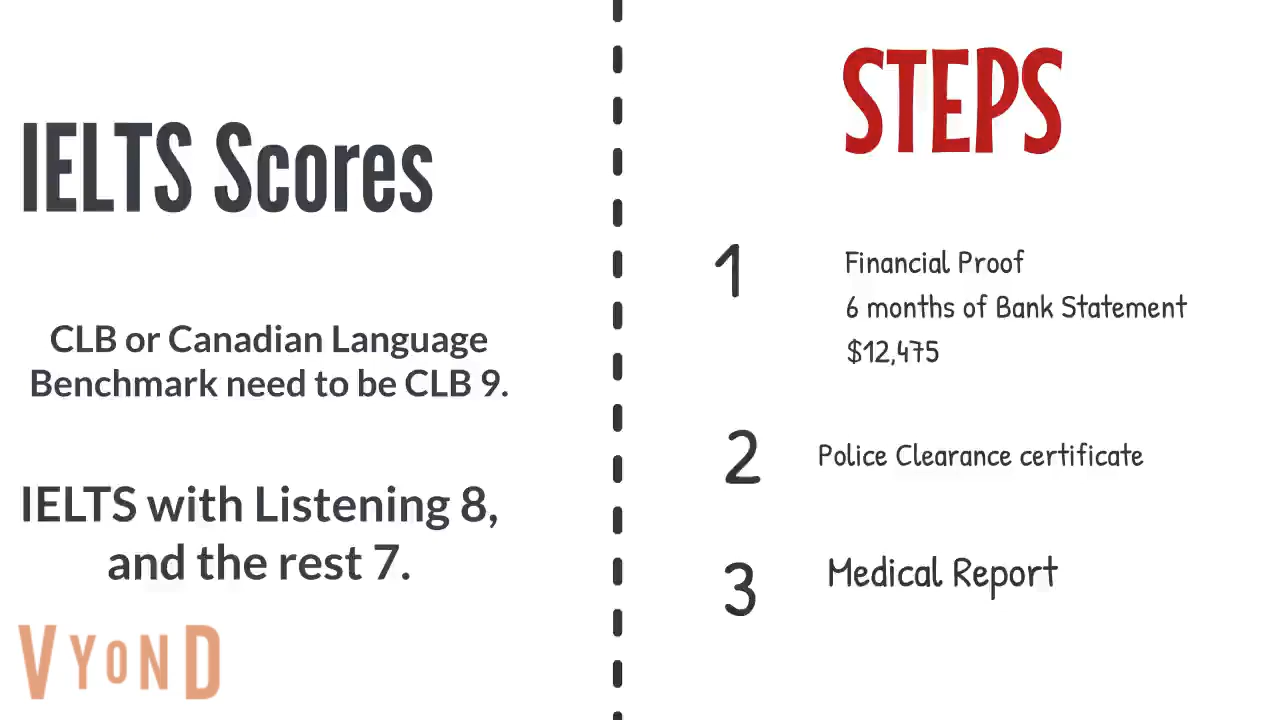 IELTS Scores
CLB or Canadian Language
Benchmark need to be CLB 9.
IELTS with Listening 8,
and the rest 7.
VYOND
STEPS
1
Financial Proof
6 months of Bank Statement
$12,475
2
Police Clearance certificate
3
Medical Report